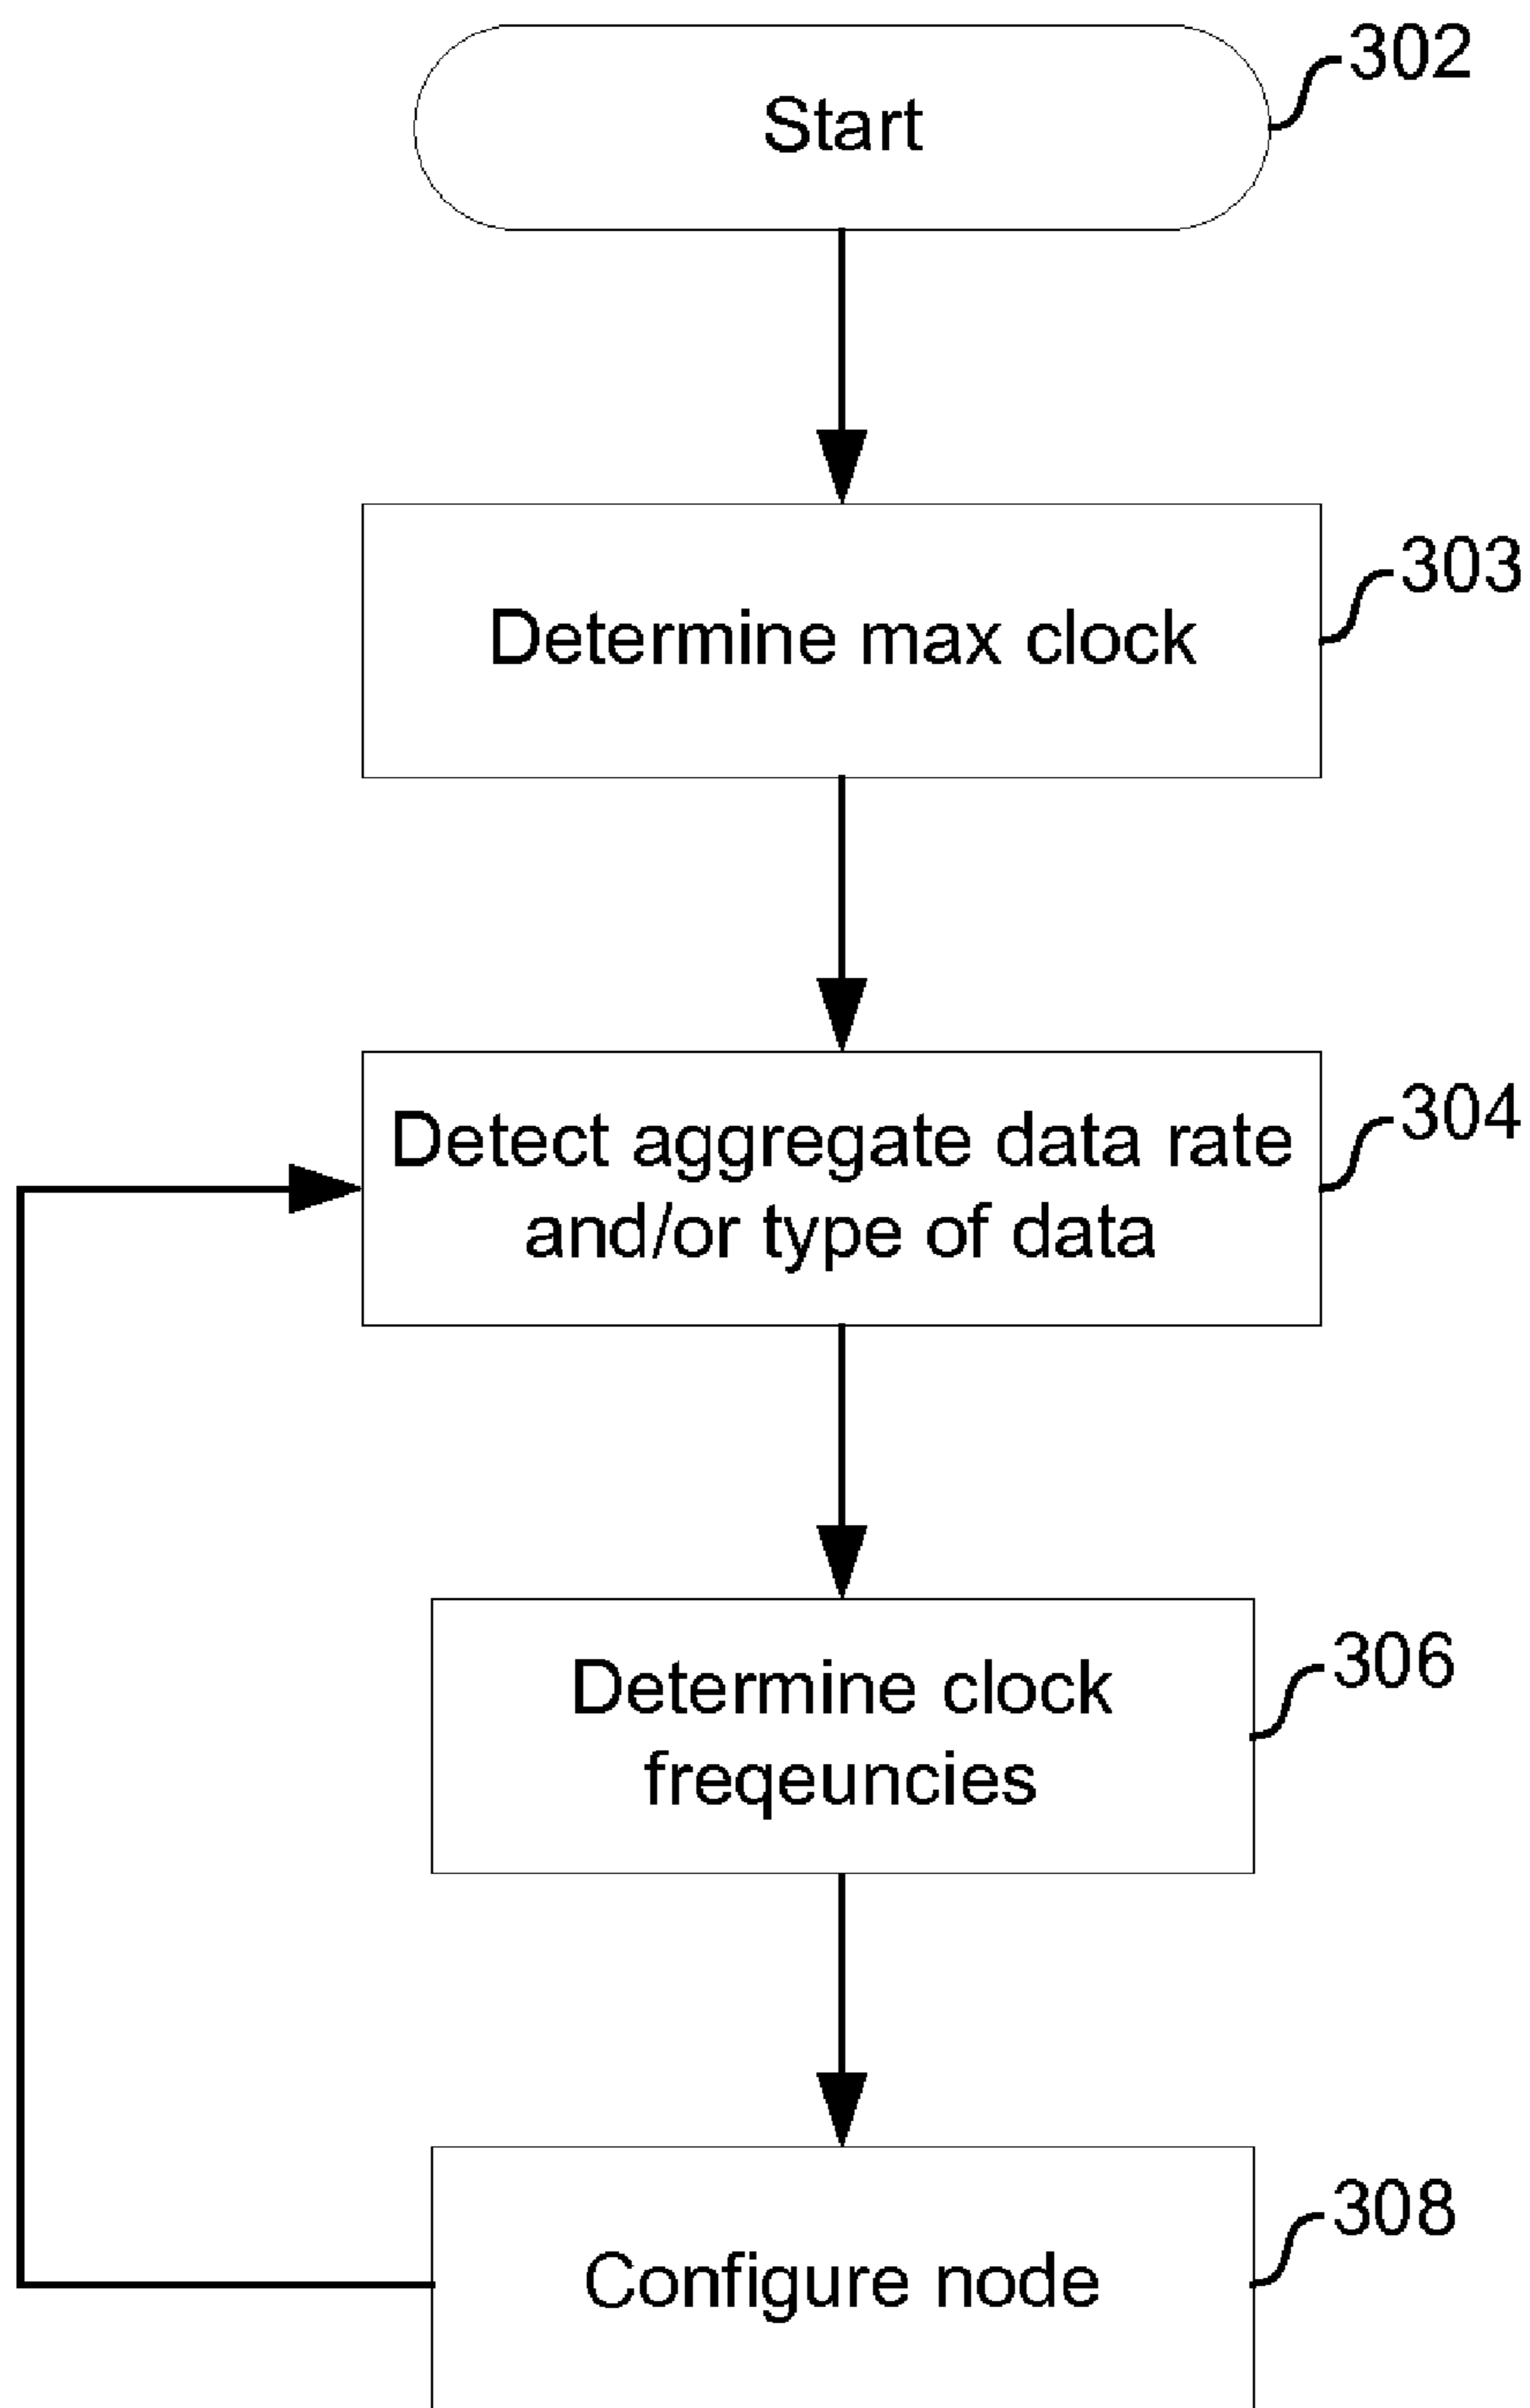 302
Start
303
Determine max clock
304
Detect aggregate data rate
and/or type of data
306
Determine clock
freqeuncies
308
Configure node